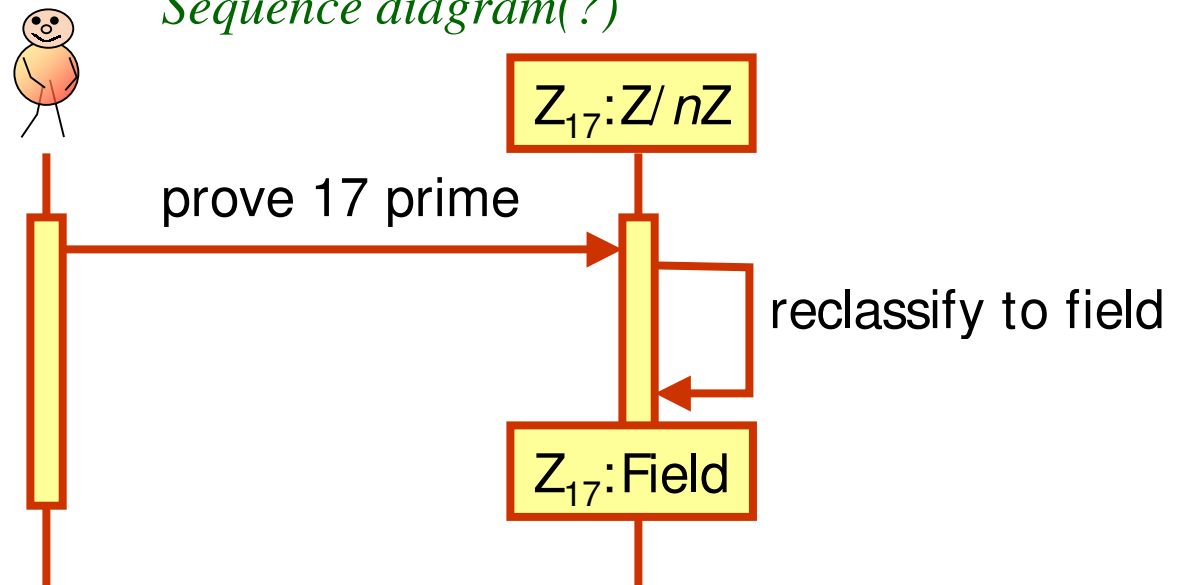 Sequence diagram(?)
Z₁₇:Z/nZ
prove 17 prime
reclassify to field
Z₁₇:Field